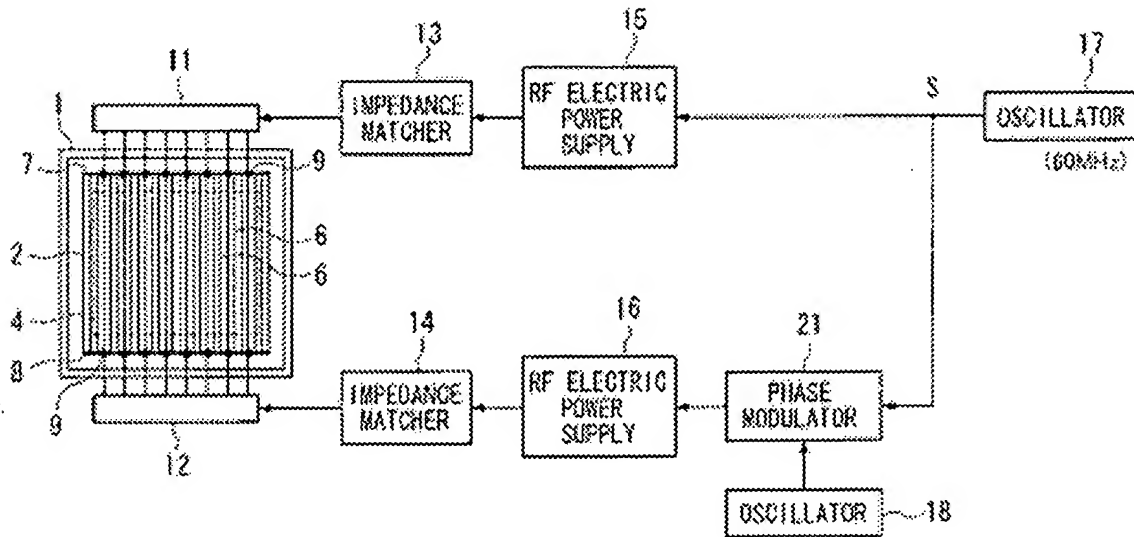 11
13
15
17
1
IMPEDANCE
MATCHER
RF ELECTRIC
POWER
SUPPLY
S
OSCILLATOR
(60MHz)
7
9
2
6
6
4
8
14
16
21
IMPEDANCE
MATCHER
RF ELECTRIC
POWER
SUPPLY
PHASE
MODULATOR
9
12
OSCILLATOR
18